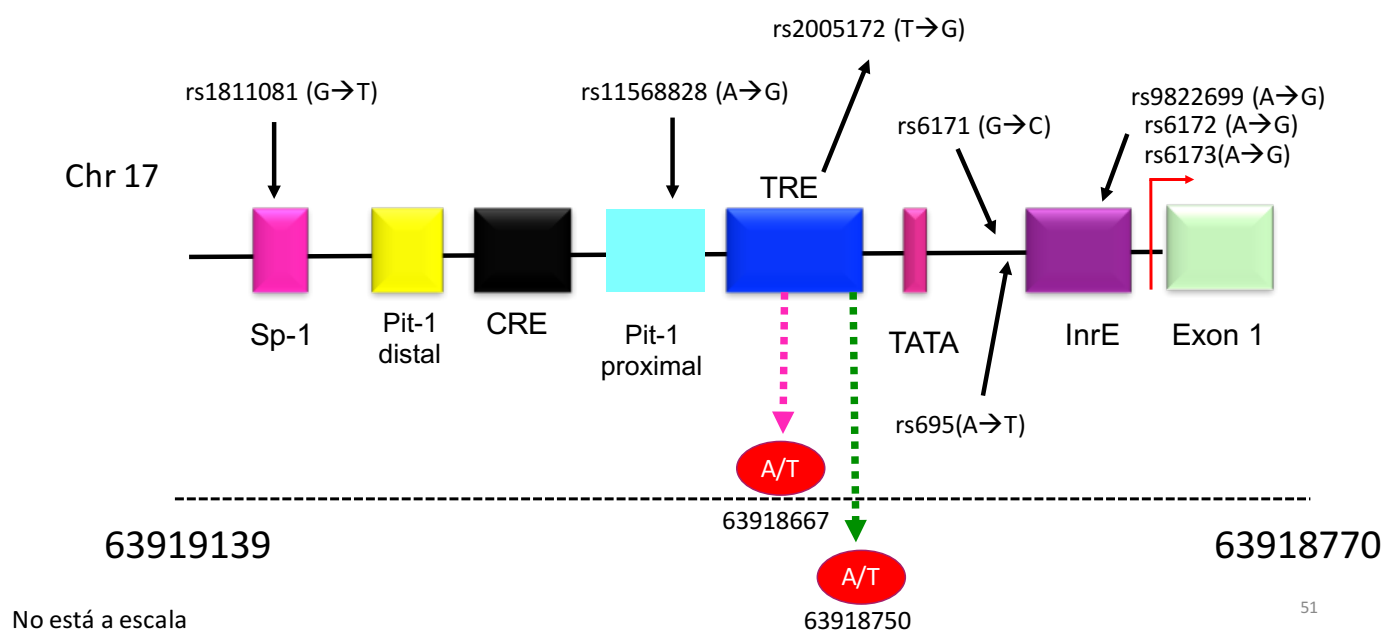 rs2005172 (T→G)
rs1811081 (G→T)
rs11568828 (A→G)
rs9822699 (A→G)
rs6171 (G→C)
rs6172 (A→G)
rs6173(A→G)
Chr 17
TRE
Sp-1
Pit-1
distal
CRE
Pit-1
proximal
TATA
InrE
Exon 1
rs695(A→T)
A/T
63918667
63919139
63918770
A/T
63918750
No está a escala
51